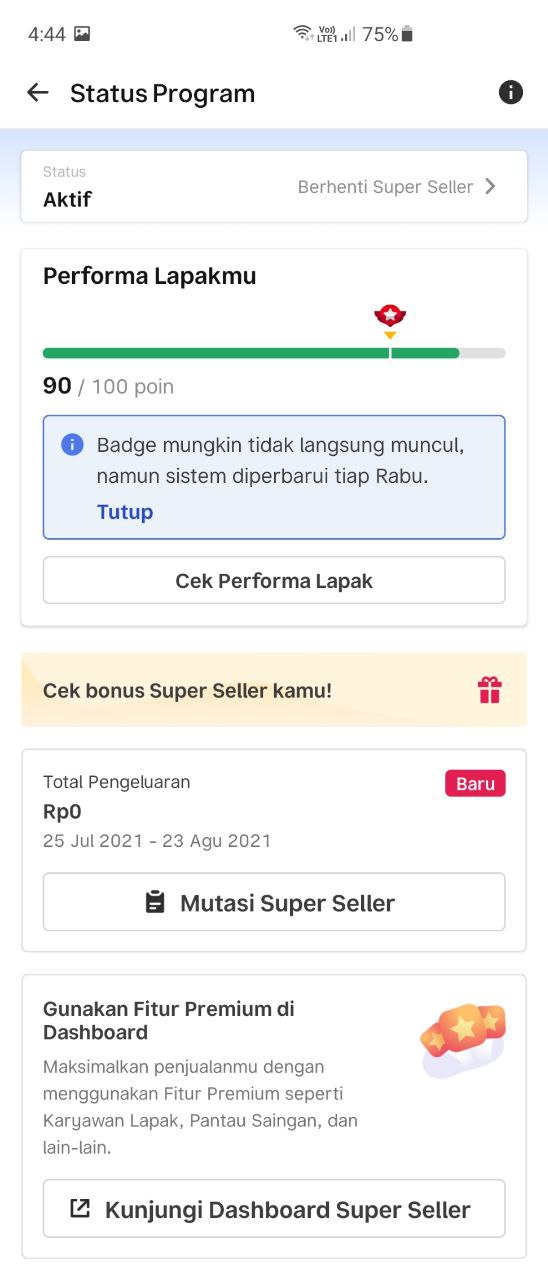 4:44
Vo))
LTE1
75%
Status Program
Status
Aktif
Berhenti Super Seller
Performa Lapakmu
90 / 100 poin
Badge mungkin tidak langsung muncul,
namun sistem diperbarui tiap Rabu.
Tutup
Cek Performa Lapak
Cek bonus Super Seller kamu!
Total Pengeluaran
Baru
Rp0
25 Jul 2021 - 23 Agu 2021
Mutasi Super Seller
Gunakan Fitur Premium di
Dashboard
Maksimalkan penjualanmu dengan
menggunakan Fitur Premium seperti
Karyawan Lapak, Pantau Saingan, dan
lain-lain.
Kunjungi Dashboard Super Seller